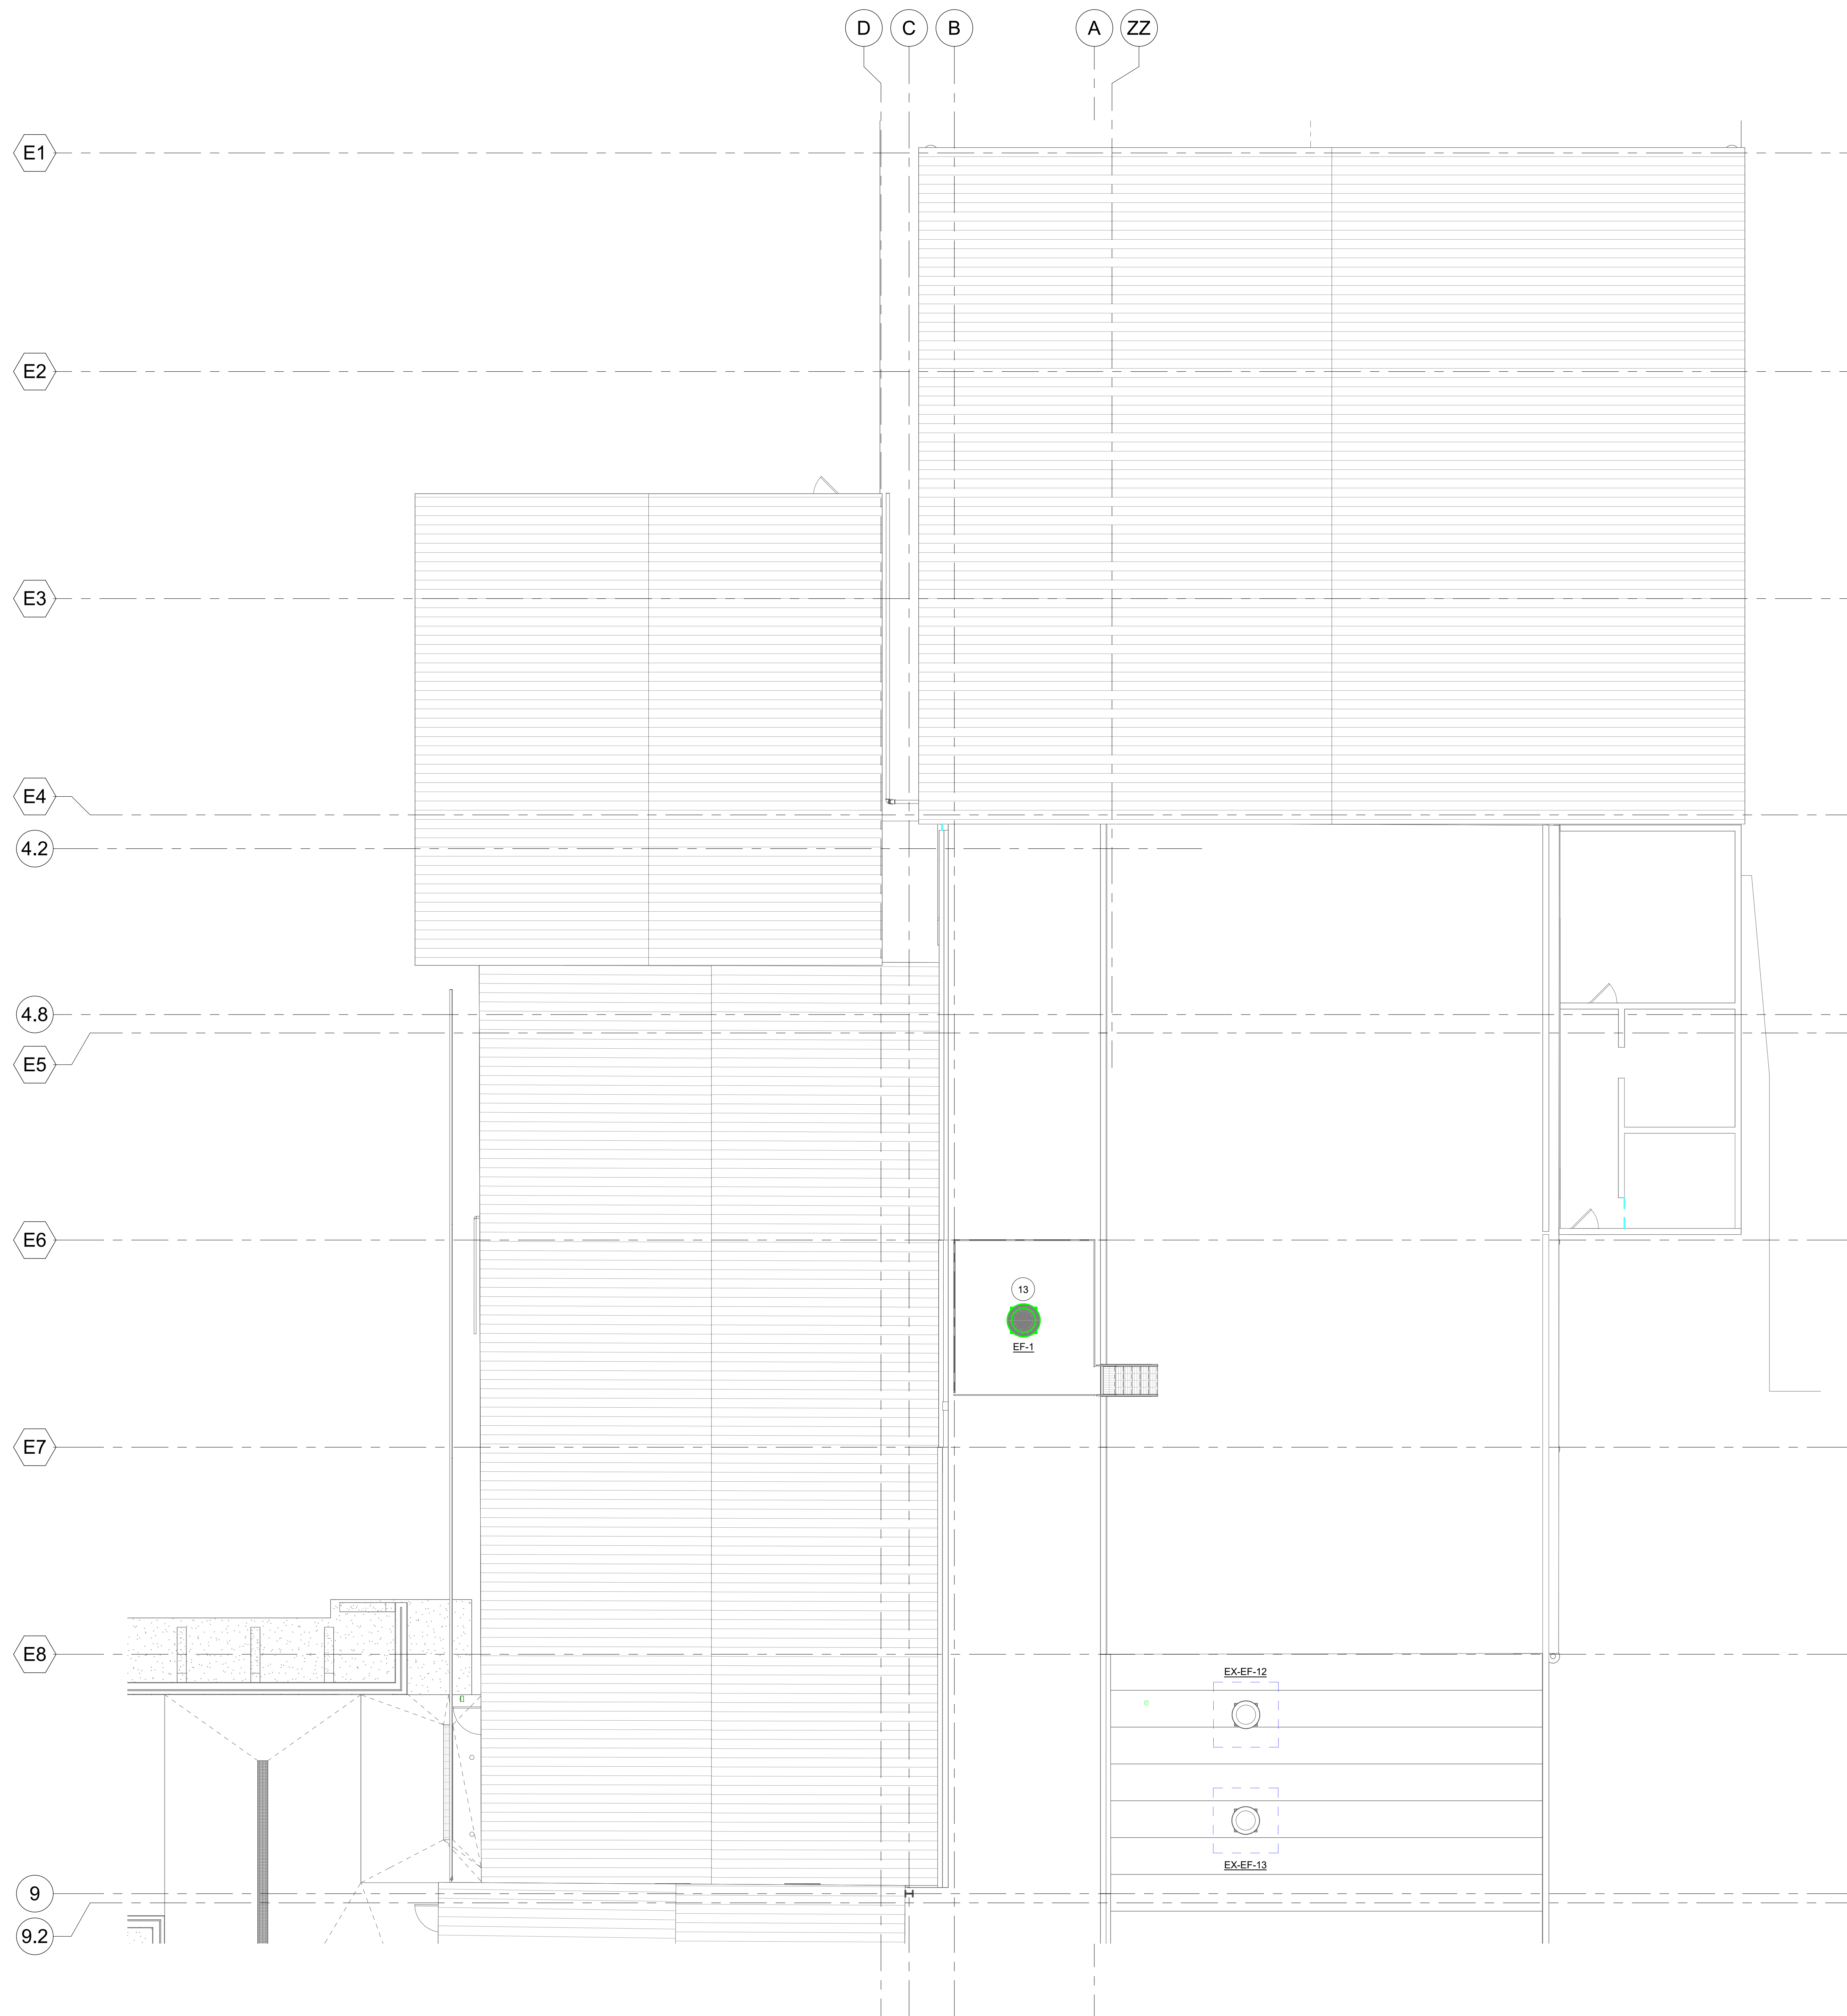 D C B A ZZ
E1
E2
E3
E4
4.2
4.8
E5
E6
13
EF-1
E7
E8
EX-EF-12
EX-EF-13
9
9.2